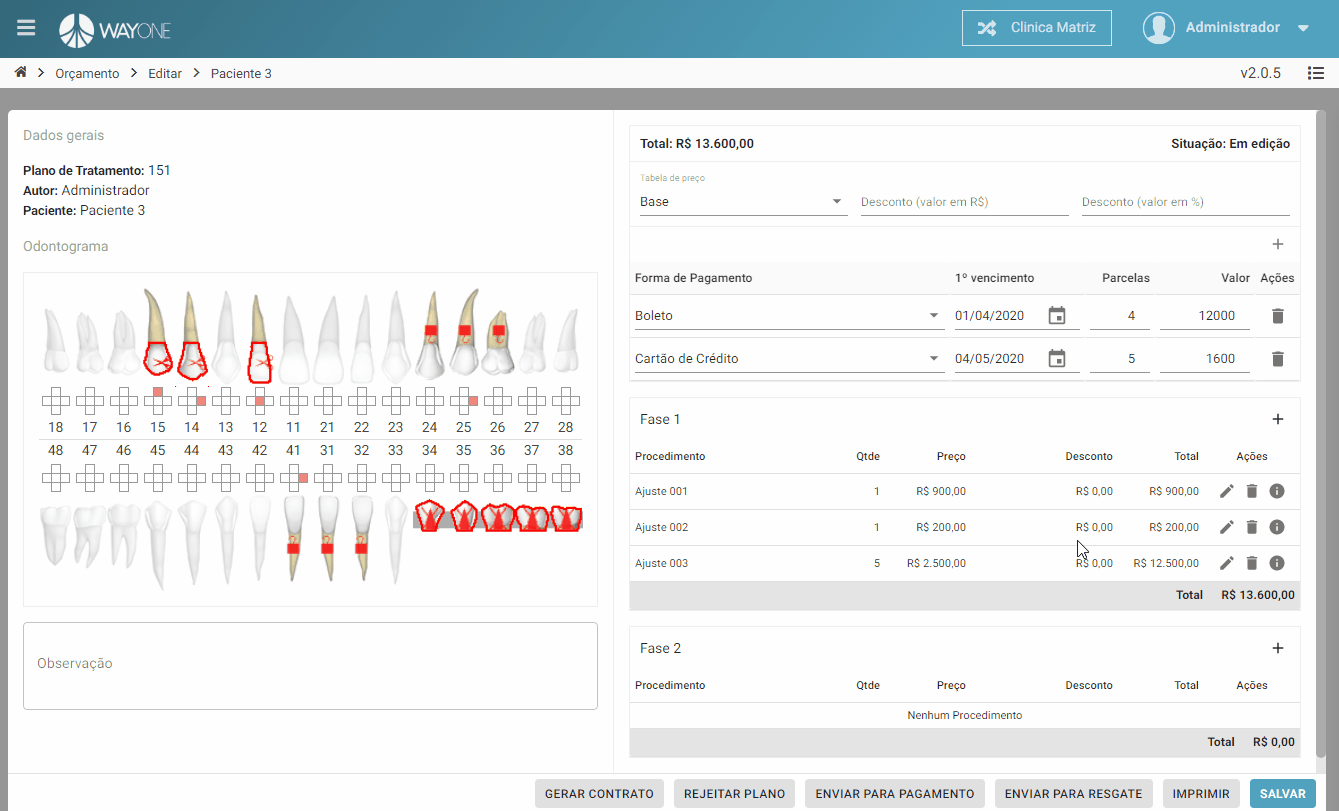 WAYONE
Clinica Matriz
Administrador
Orçamento > Editar > Paciente 3
v2.0.5
Dados gerais
Plano de Tratamento: 151
Autor: Administrador
Paciente: Paciente 3
Odontograma
18 17 16 15 14 13 12 11 21 22 23 24 25 26 27 28
48 47 46 45 44 43 42 41 31 32 33 34 35 36 37 38
Observação
Total: R$ 13.600,00 Situação: Em edição
Tabela de preço
Base Desconto (valor em R$) Desconto (valor em %)
Forma de Pagamento 1º vencimento Parcelas Valor Ações
Boleto 01/04/2020 4 12000
Cartão de Crédito 04/05/2020 5 1600
Fase 1
Procedimento Qtde Preço Desconto Total Ações
Ajuste 001 1 R$ 900,00 R$ 0,00 R$ 900,00
Ajuste 002 1 R$ 200,00 R$ 0,00 R$ 200,00
Ajuste 003 5 R$ 2.500,00 R$ 0,00 R$ 12.500,00
Total R$ 13.600,00
Fase 2
Procedimento Qtde Preço Desconto Total Ações
Nenhum Procedimento
Total R$ 0,00
GERAR CONTRATO REJEITAR PLANO ENVIAR PARA PAGAMENTO ENVIAR PARA RESGATE IMPRIMIR SALVAR